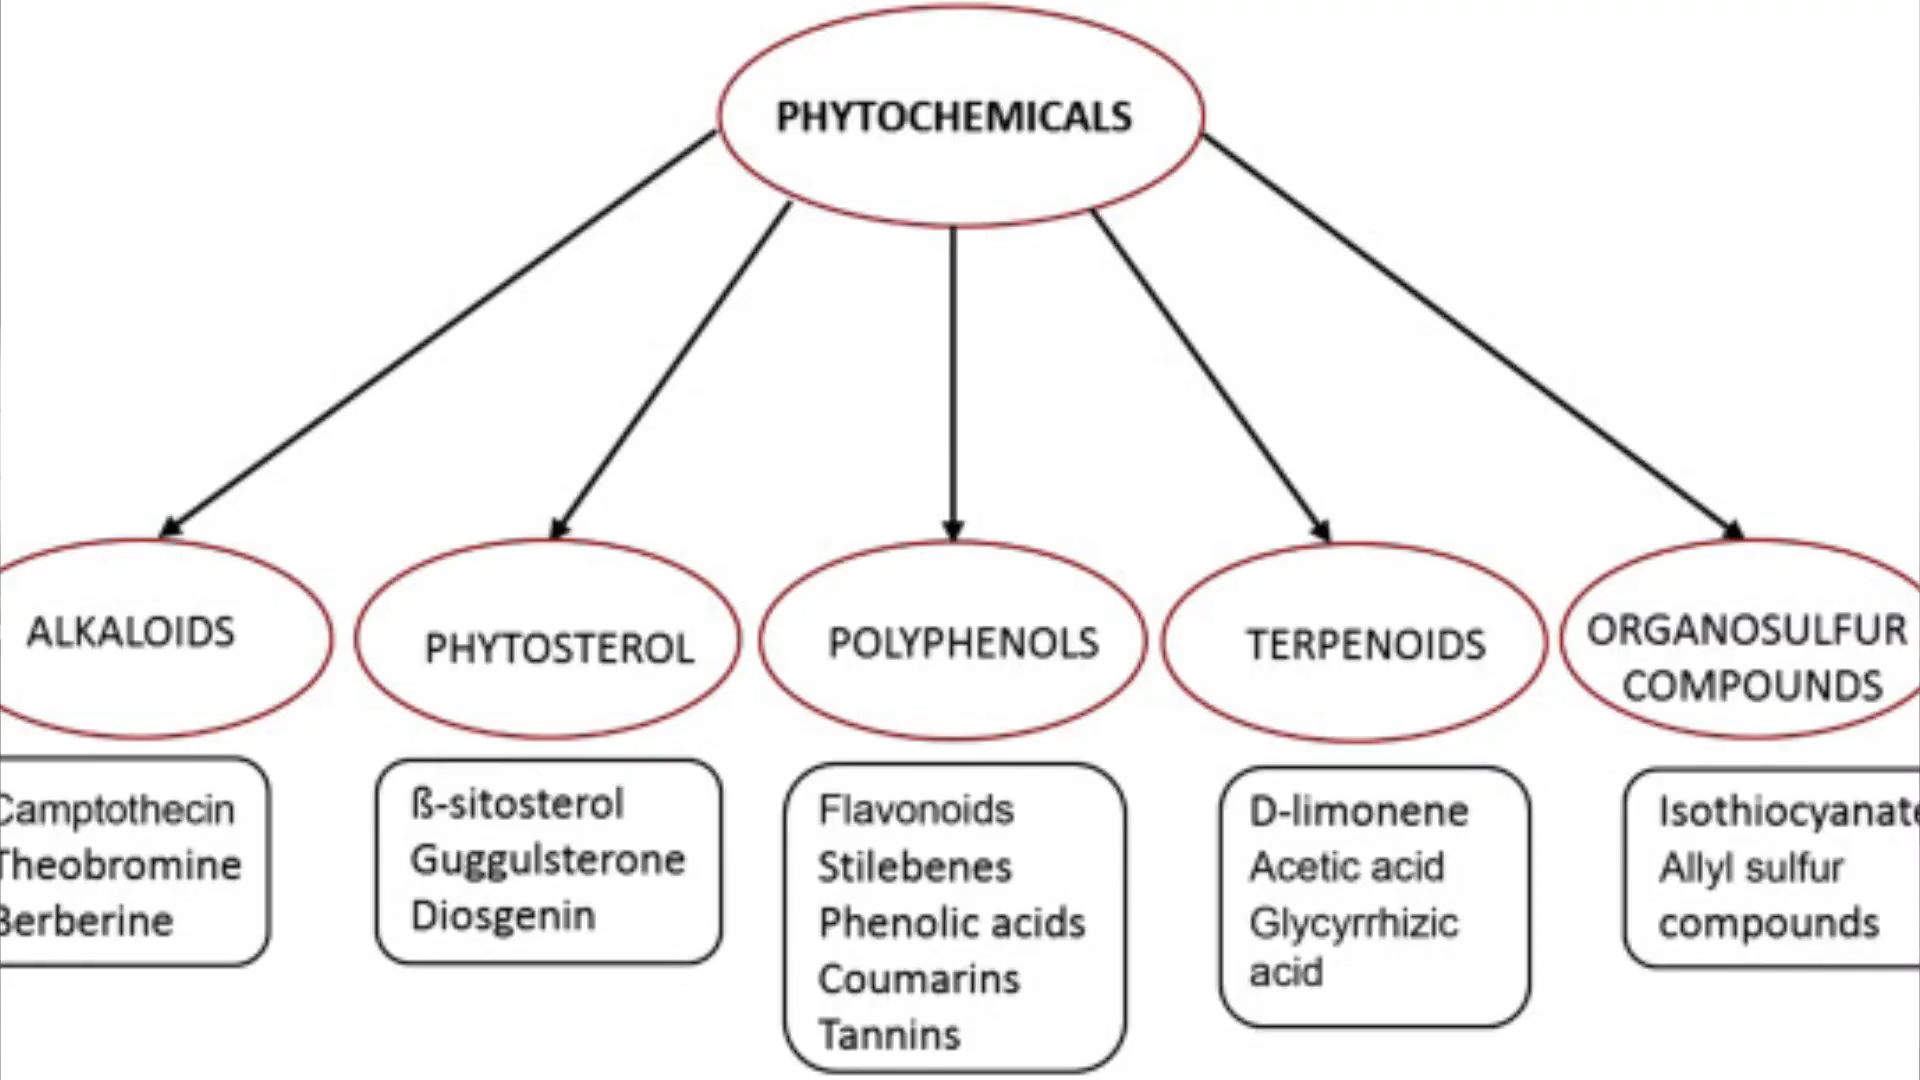 PHYTOCHEMICALS
ALKALOIDS
PHYTOSTEROL
POLYPHENOLS
TERPENOIDS
ORGANOSULFUR
COMPOUNDS
Camptothecin
Theobromine
Berberine
ß-sitosterol
Guggulsterone
Diosgenin
Flavonoids
Stilebenes
Phenolic acids
Coumarins
Tannins
D-limonene
Acetic acid
Glycyrrhizic
acid
Isothiocyanate
Allyl sulfur
compounds